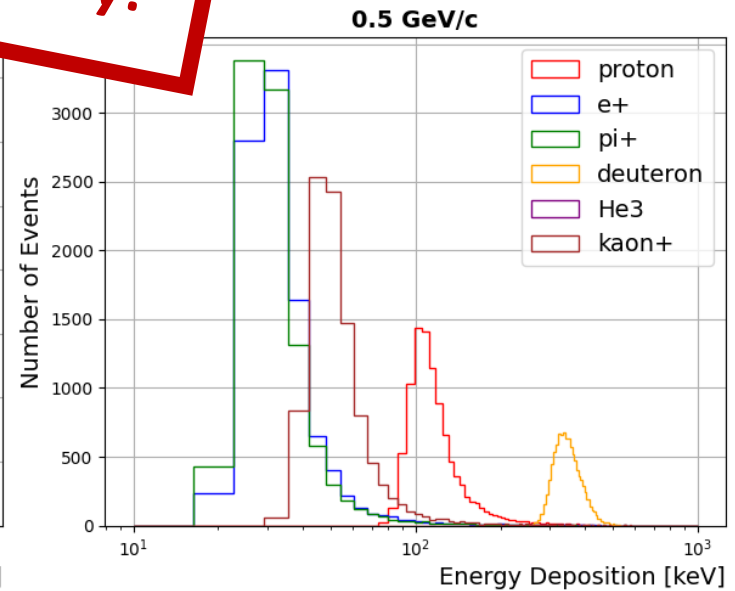 0.5 GeV/c
proton
e+
pi+
deuteron
He3
kaon+
Number of Events
3000
2500
2000
1500
1000
500
0
10¹
10²
10³
Energy Deposition [keV]